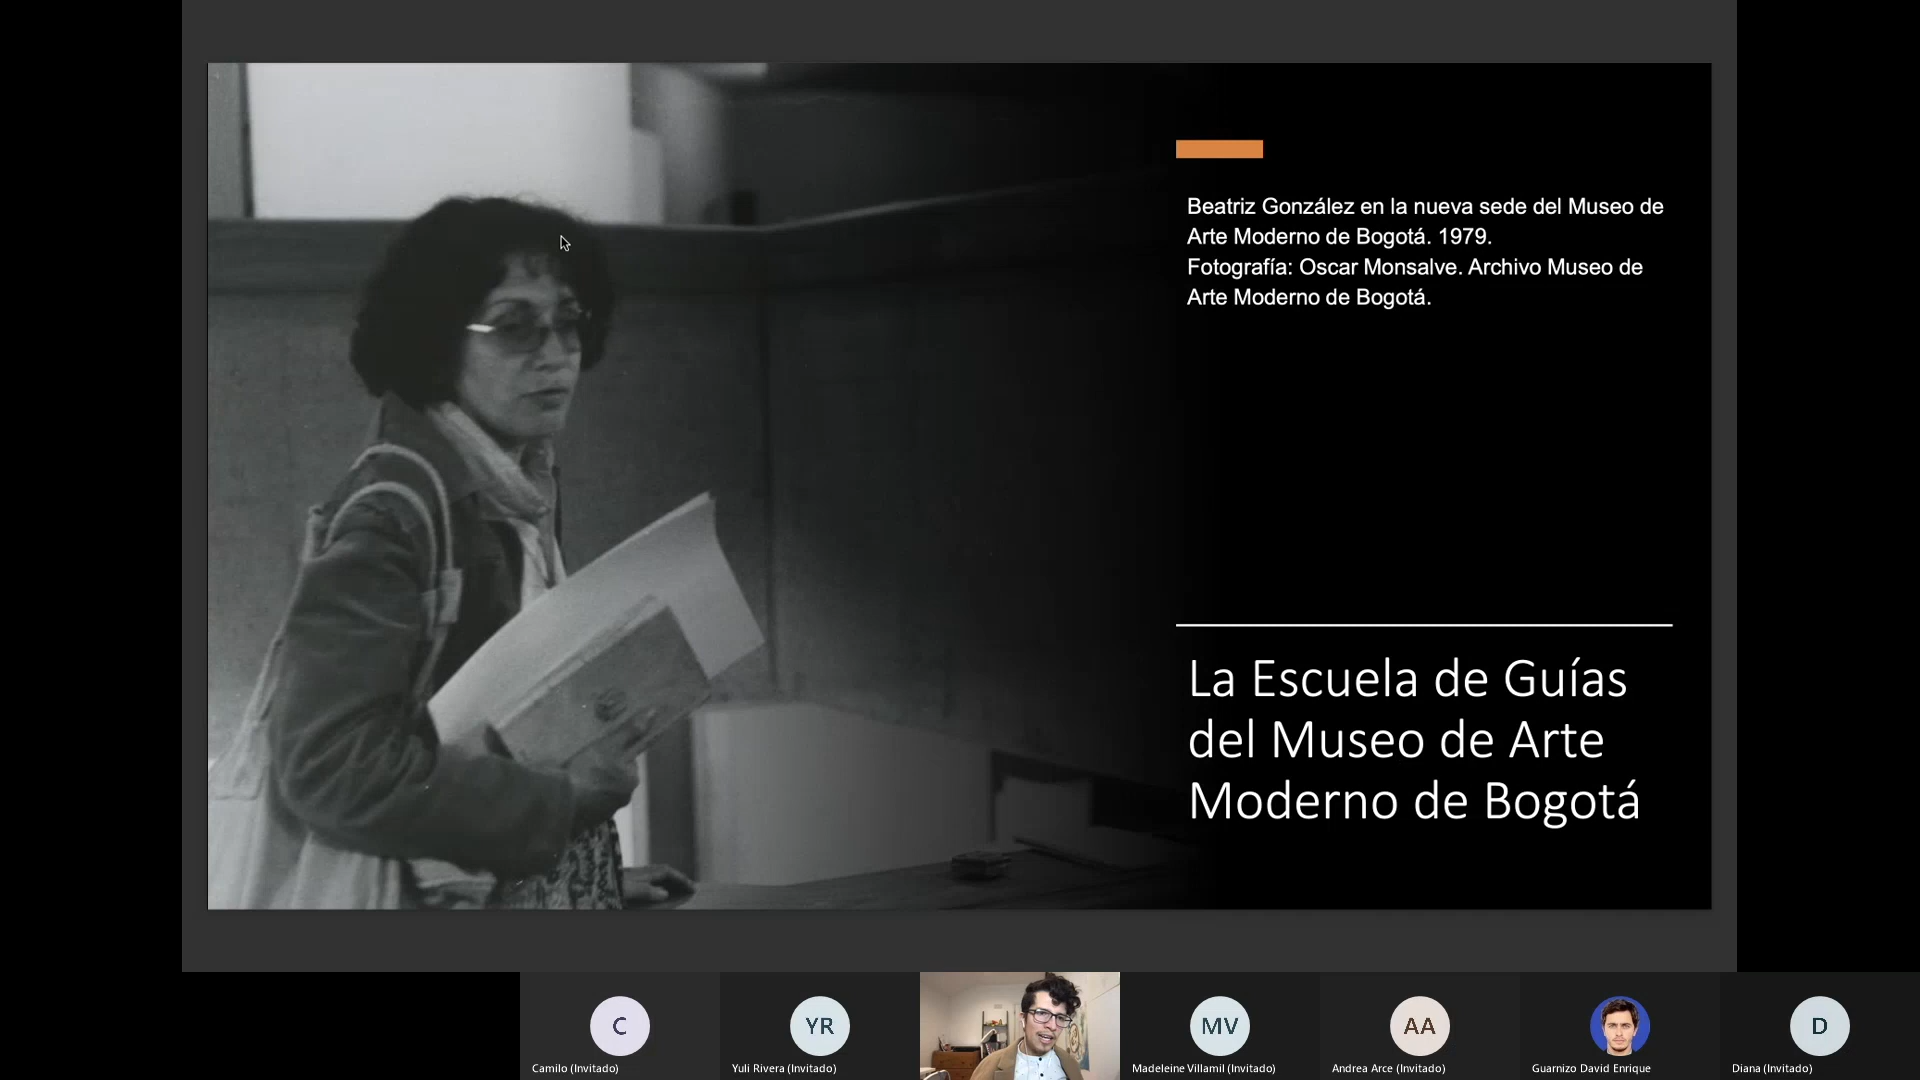 Beatriz González en la nueva sede del Museo de
Arte Moderno de Bogotá. 1979.
Fotografía: Oscar Monsalve. Archivo Museo de
Arte Moderno de Bogotá.
La Escuela de Guías
del Museo de Arte
Moderno de Bogotá
C
YR
MV
AA
D
Camilo (Invitado)
Yuli Rivera (Invitado)
Madeleine Villamil (Invitado)
Andrea Arce (Invitado)
Guarnizo David Enrique
Diana (Invitado)